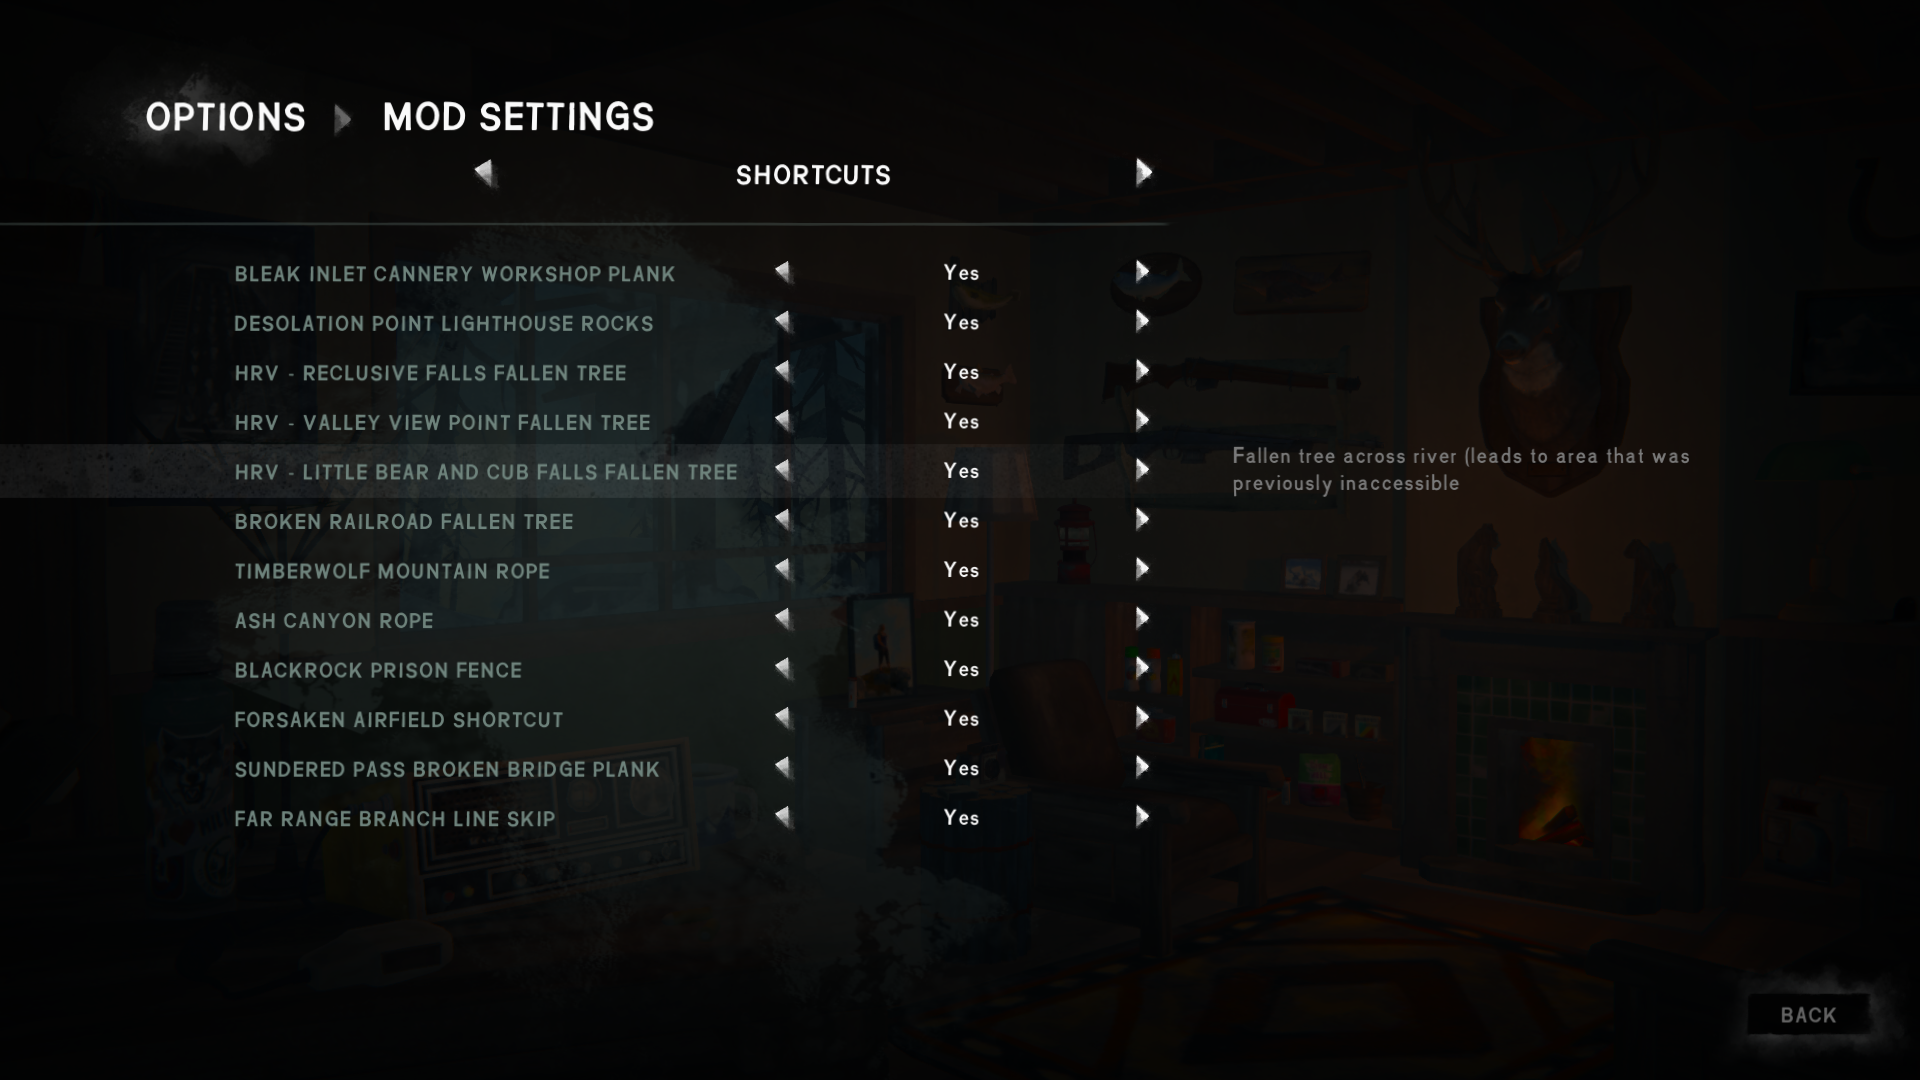 OPTIONS MOD SETTINGS
SHORTCUTS
BLEAK INLET CANNERY WORKSHOP PLANK Yes
DESOLATION POINT LIGHTHOUSE ROCKS Yes
HRV - RECLUSIVE FALLS FALLEN TREE Yes
HRV - VALLEY VIEW POINT FALLEN TREE Yes
HRV - LITTLE BEAR AND CUB FALLS FALLEN TREE Yes
Fallen tree across river (leads to area that was
previously inaccessible
BROKEN RAILROAD FALLEN TREE Yes
TIMBERWOLF MOUNTAIN ROPE Yes
ASH CANYON ROPE Yes
BLACKROCK PRISON FENCE Yes
FORSAKEN AIRFIELD SHORTCUT Yes
SUNDERED PASS BROKEN BRIDGE PLANK Yes
FAR RANGE BRANCH LINE SKIP Yes
BACK